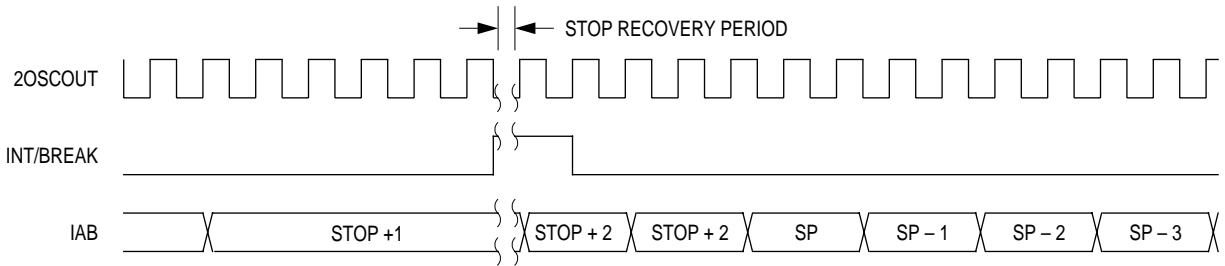 STOP RECOVERY PERIOD
2OSCOUT
INT/BREAK
IAB STOP +1 STOP + 2 STOP + 2 SP SP – 1 SP – 2 SP – 3